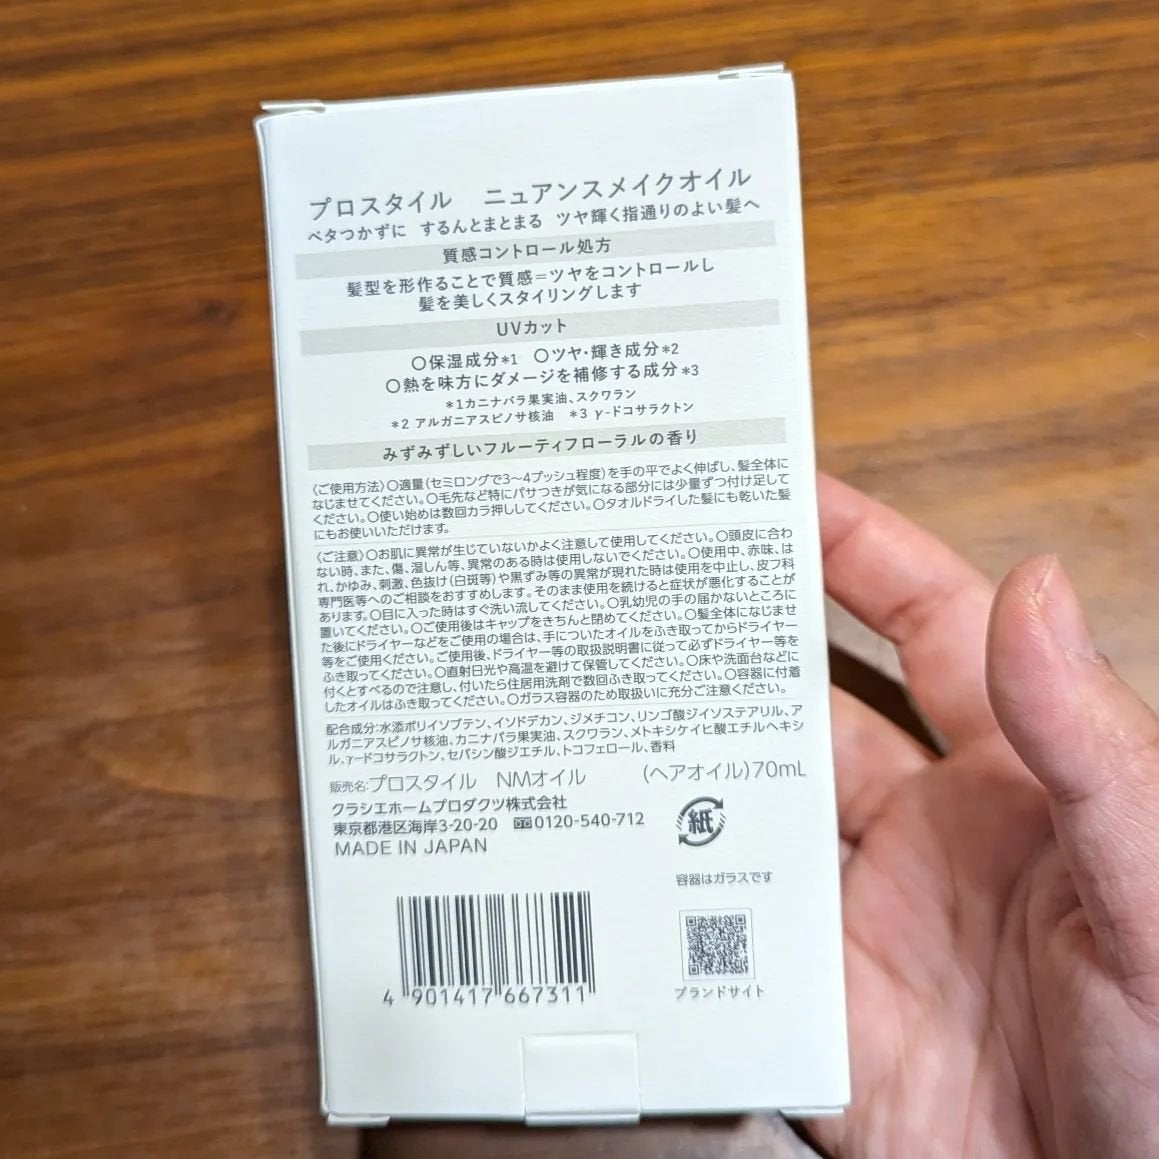 プロスタイル ニュアンスメイクオイル
ベタつかずに するんとまとまる ツヤ輝く指通りのよい髪へ
質感コントロール処方
髪型を形作ることで質感=ツヤをコントロールし
髪を美しくスタイリングします
UVカット
○保湿成分*1 ○ツヤ・輝き成分*2
○熱を味方にダメージを補修する成分*3
*1カニナバラ果実油、スクワラン
*2 アルガニアスピノサ核油 *3 γ-ドコサラクトン
みずみずしいフルーティフローラルの香り
〈ご使用方法〉○適量(セミロングで3〜4プッシュ程度)を手の平でよく伸ばし、髪全体に
なじませてください。○毛先など特にパサつきが気になる部分には少量ずつ付け足して
ください。○使い始めは数回カラ押ししてください。○タオルドライした髪にも乾いた髪
にもお使いいただけます。
〈ご注意〉○お肌に異常が生じていないかよく注意して使用してください。○頭皮に合わ
ない時、また、傷、湿しん等、異常のある時は使用しないでください。○使用中、赤味、は
れ、かゆみ、刺激、色抜け(白斑等)や黒ずみ等の異常が現れた時は使用を中止し、皮フ科
専門医等へのご相談をおすすめします。そのまま使用を続けると症状が悪化することが
あります。○目に入った時はすぐ洗い流してください。○乳幼児の手の届かないところに
置いてください。○ご使用後はキャップをきちんと閉めてください。○髪全体になじませ
た後にドライヤーなどをご使用の場合は、手についたオイルをふき取ってからドライヤー
等をご使用ください。ご使用後、ドライヤー等の取扱説明書に従って必ずドライヤー等を
ふき取ってください。○直射日光や高温を避けて保管してください。○床や洗面台などに
付くとすべるので注意し、付いたら住居用洗剤で数回ふき取ってください。○容器に付着
したオイルはふき取ってください。○ガラス容器のため取扱いに充分ご注意ください。
配合成分:水添ポリイソブテン、イソドデカン、ジメチコン、リンゴ酸ジイソステアリル、ア
ルガニアスピノサ核油、カニナバラ果実油、スクワラン、メトキシケイヒ酸エチルヘキシ
ル、γ-ドコサラクトン、セバシン酸ジエチル、トコフェロール、香料
販売名:プロスタイル NMオイル (ヘアオイル)70mL
クラシエホームプロダクツ株式会社
東京都港区海岸3-20-20 0120-540-712
MADE IN JAPAN
紙
容器はガラスです
4 901417 667311
ブランドサイト